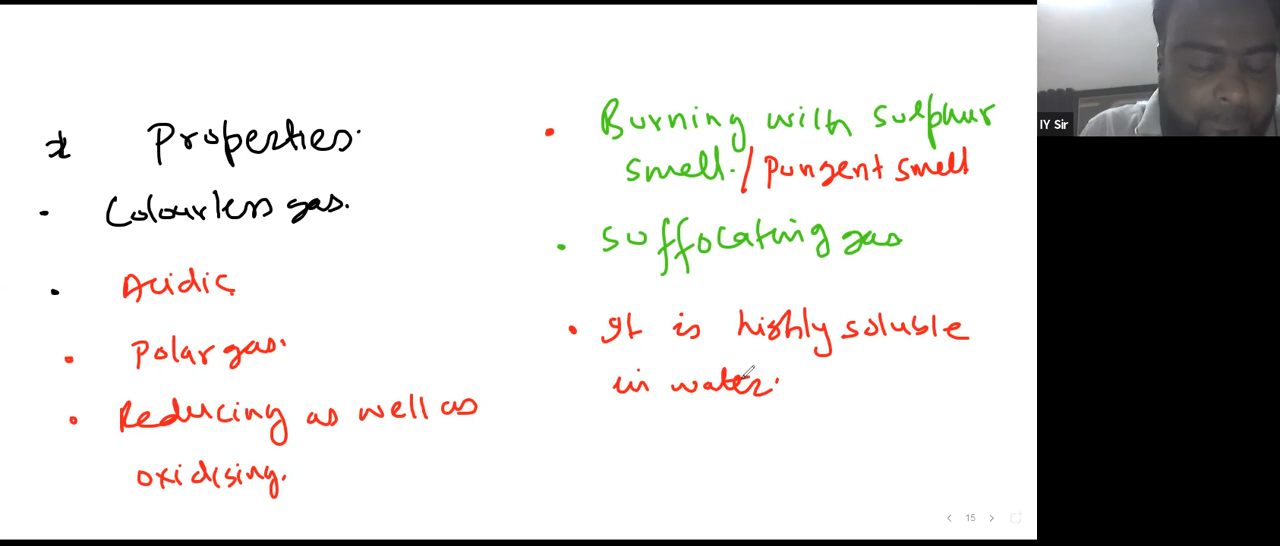 * Properties.
• Colourless gas.
• Acidic
• Polar gas.
• Reducing as well as
oxidising.
• Burning with sulphur
smell. / Pungent smell
• Suffocating gas
• It is highly soluble
in water.
IY Sir
< 15 >